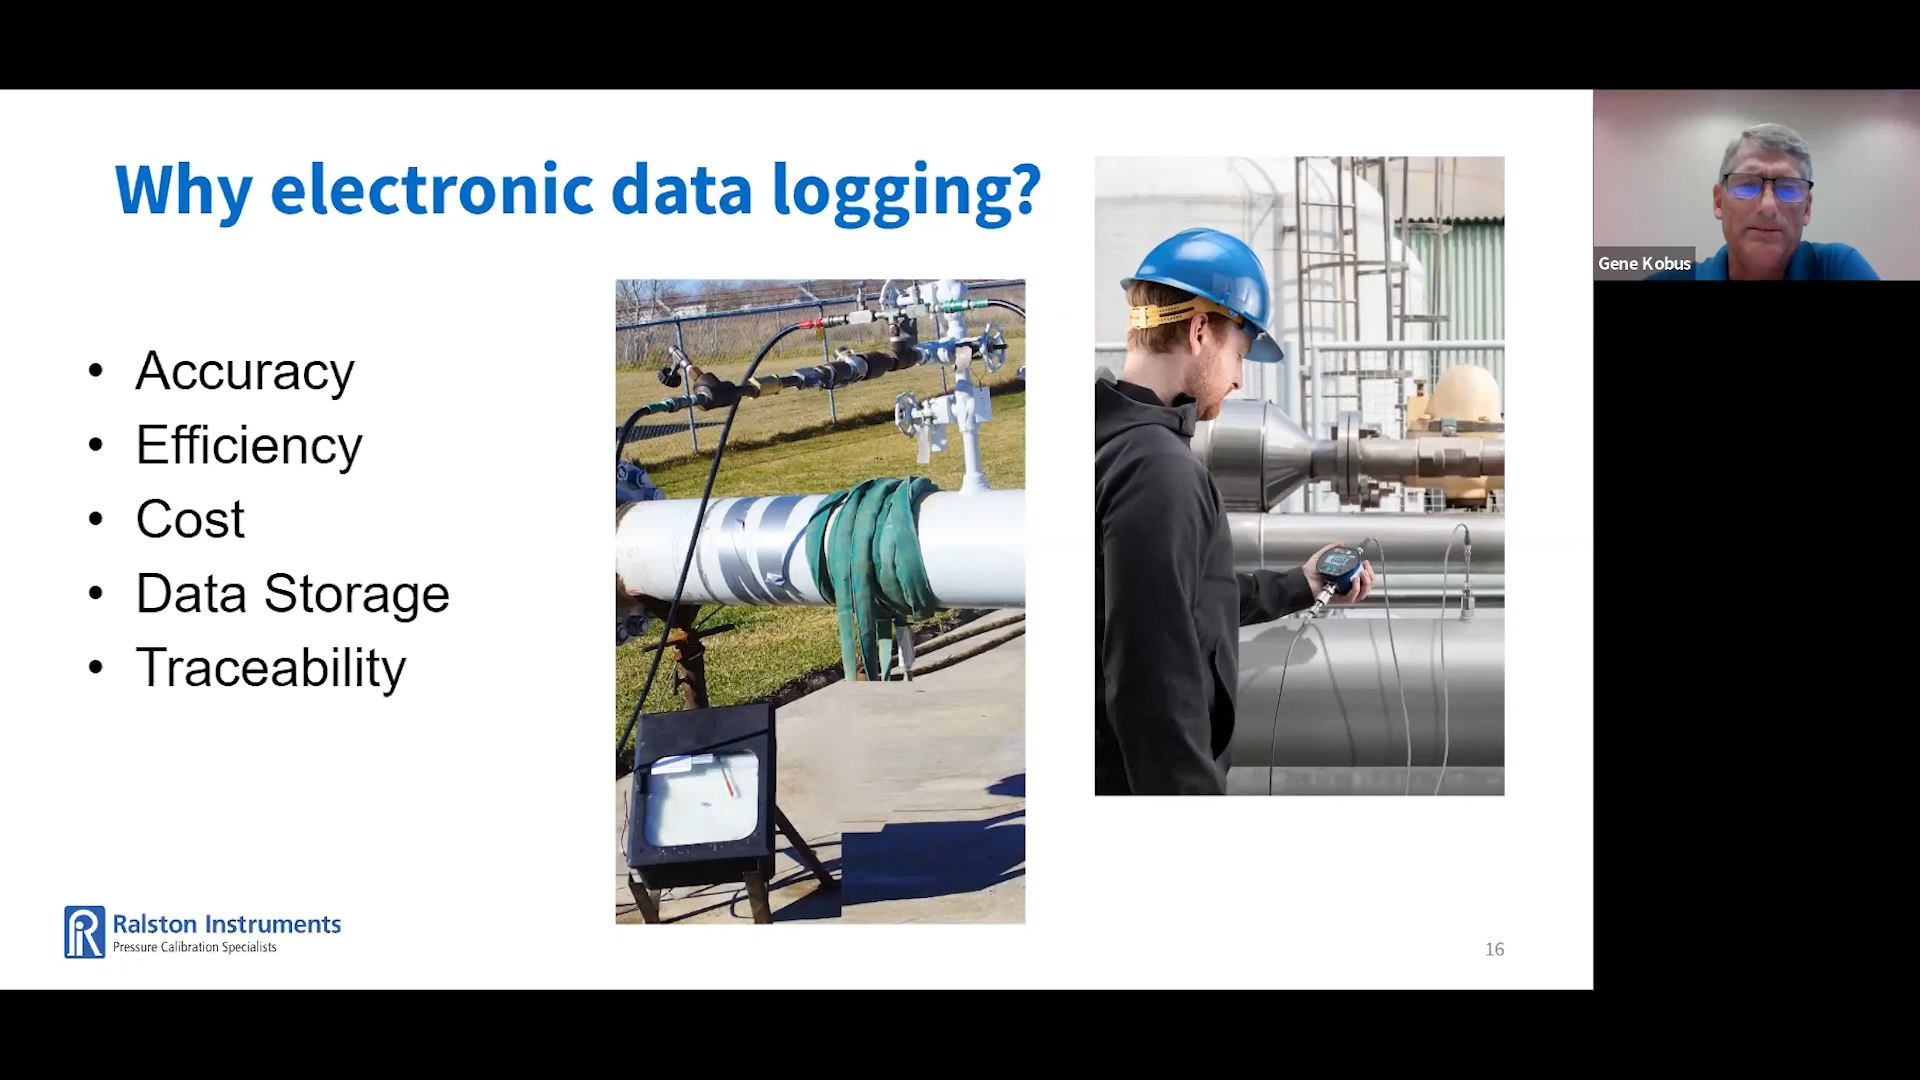 Why electronic data logging?
• Accuracy
• Efficiency
• Cost
• Data Storage
• Traceability
Ralston Instruments
Pressure Calibration Specialists
16
Gene Kobus